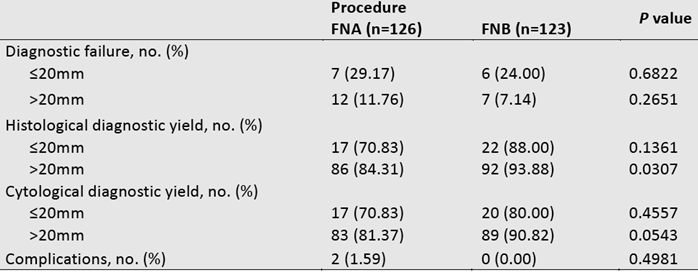 Procedure
FNA (n=126) FNB (n=123) P value
Diagnostic failure, no. (%)
≤20mm 7 (29.17) 6 (24.00) 0.6822
>20mm 12 (11.76) 7 (7.14) 0.2651
Histological diagnostic yield, no. (%)
≤20mm 17 (70.83) 22 (88.00) 0.1361
>20mm 86 (84.31) 92 (93.88) 0.0307
Cytological diagnostic yield, no. (%)
≤20mm 17 (70.83) 20 (80.00) 0.4557
>20mm 83 (81.37) 89 (90.82) 0.0543
Complications, no. (%) 2 (1.59) 0 (0.00) 0.4981